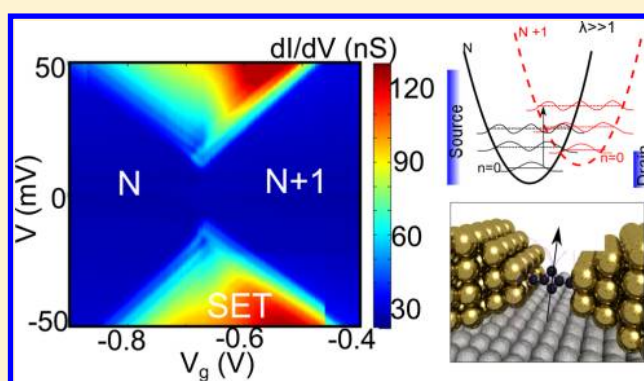 dI/dV (nS)
50
0
-50
V (mV)
N
N+1
SET
-0.8
-0.6
-0.4
V_g (V)
120
90
60
30
N
N+1
λ>>1
Source
n=0
n=0
Drain